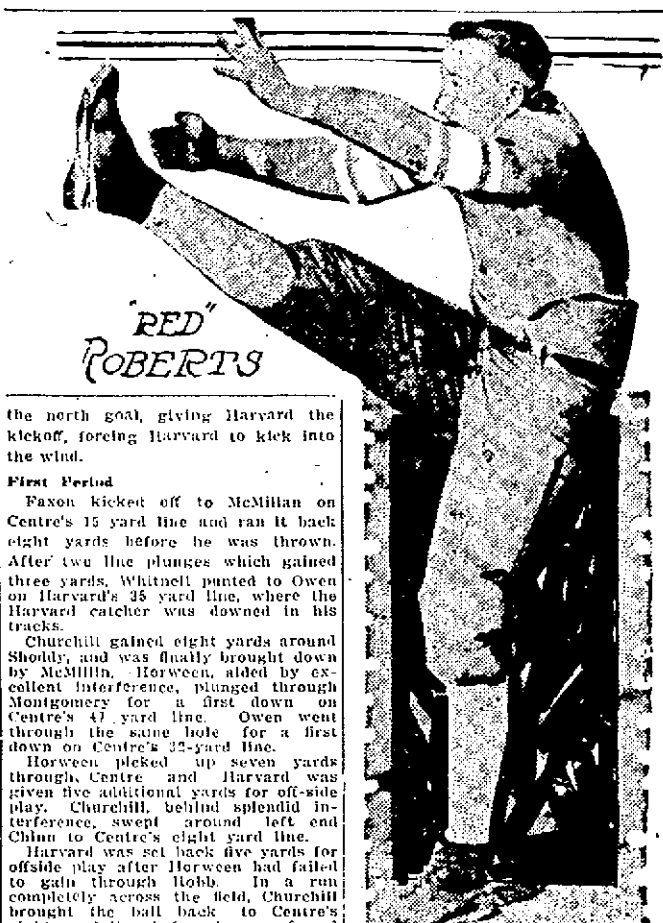 "RED"
ROBERTS
the north goal, giving Harvard the
kickoff, forcing Harvard to kick into
the wind.
First Period
Faxon kicked off to McMillan on
Centre's 15 yard line and ran it back
eight yards before he was thrown.
After two line plunges which gained
three yards, Whitnell punted to Owen
on Harvard's 35 yard line, where the
Harvard catcher was downed in his
tracks.
Churchill gained eight yards around
Shoddy, and was finally brought down
by McMillin. Horween, aided by ex-
cellent interference, plunged through
Montgomery for a first down on
Centre's 47 yard line. Owen went
through the same hole for a first
down on Centre's 32-yard line.
Horween picked up seven yards
through Centre and Harvard was
given five additional yards for off-side
play. Churchill, behind splendid in-
terference, swept around left end
Chinn to Centre's eight yard line.
Harvard was set back five yards for
offside play after Horween had failed
to gain through Robb. In a run
completely across the field, Churchill
brought the ball back to Centre's